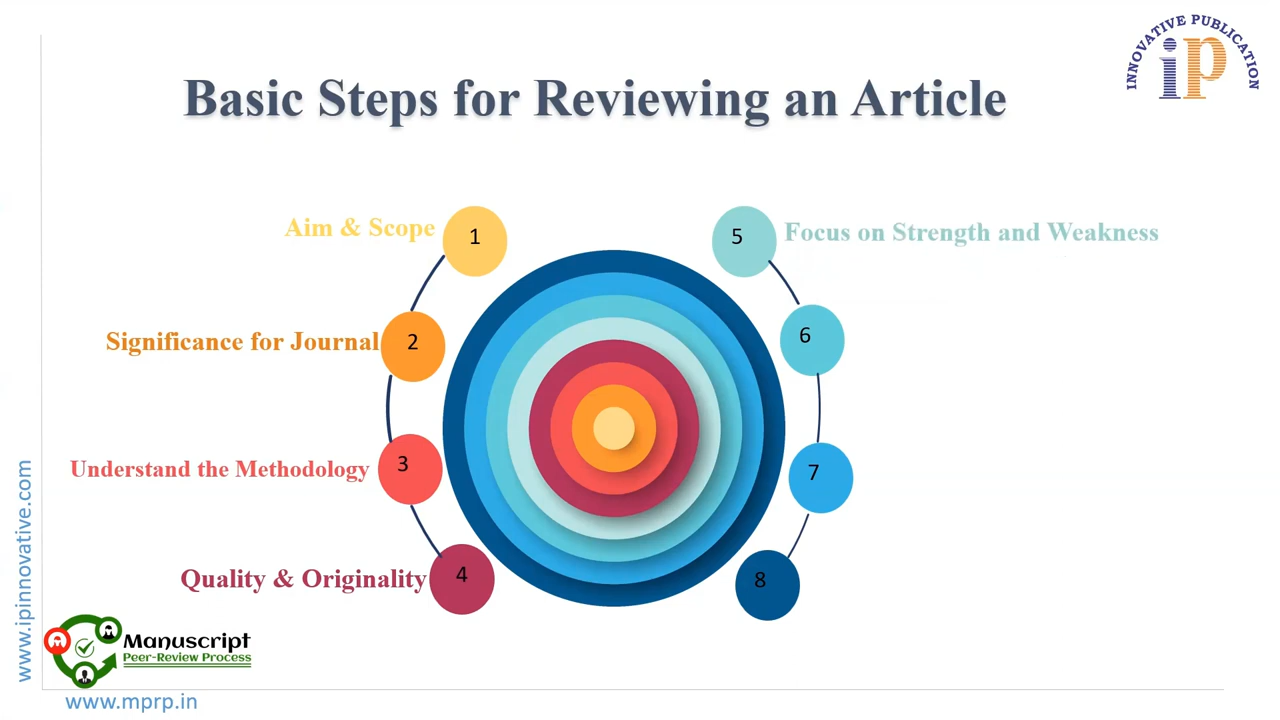 INNOVATIVE PUBLICATION
iP
Basic Steps for Reviewing an Article
Aim & Scope
1
Significance for Journal
2
Understand the Methodology
3
Quality & Originality
4
5
Focus on Strength and Weakness
6
7
8
www.ipinnovative.com
Manuscript
Peer-Review Process
www.mprp.in